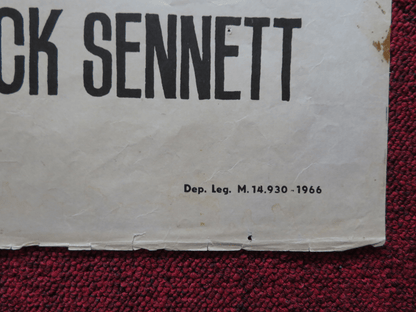 CK SENNETT
Dep. Leg. M. 14.930 - 1966